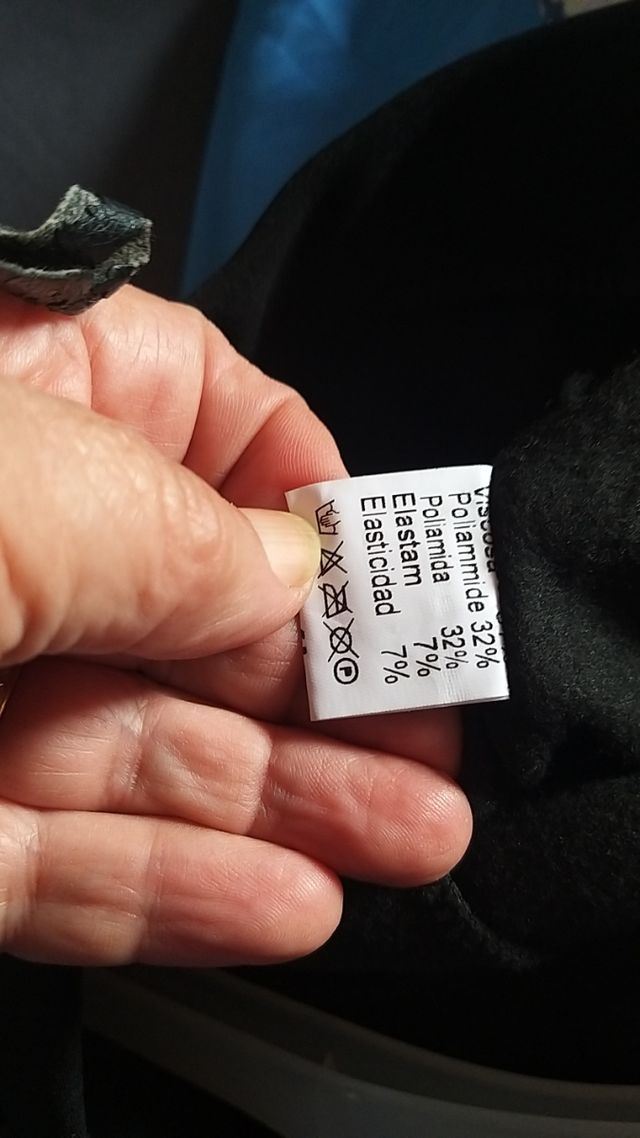 Poliammide 32%
Poliamida 32%
Elastam 7%
Elasticidad 7%
P